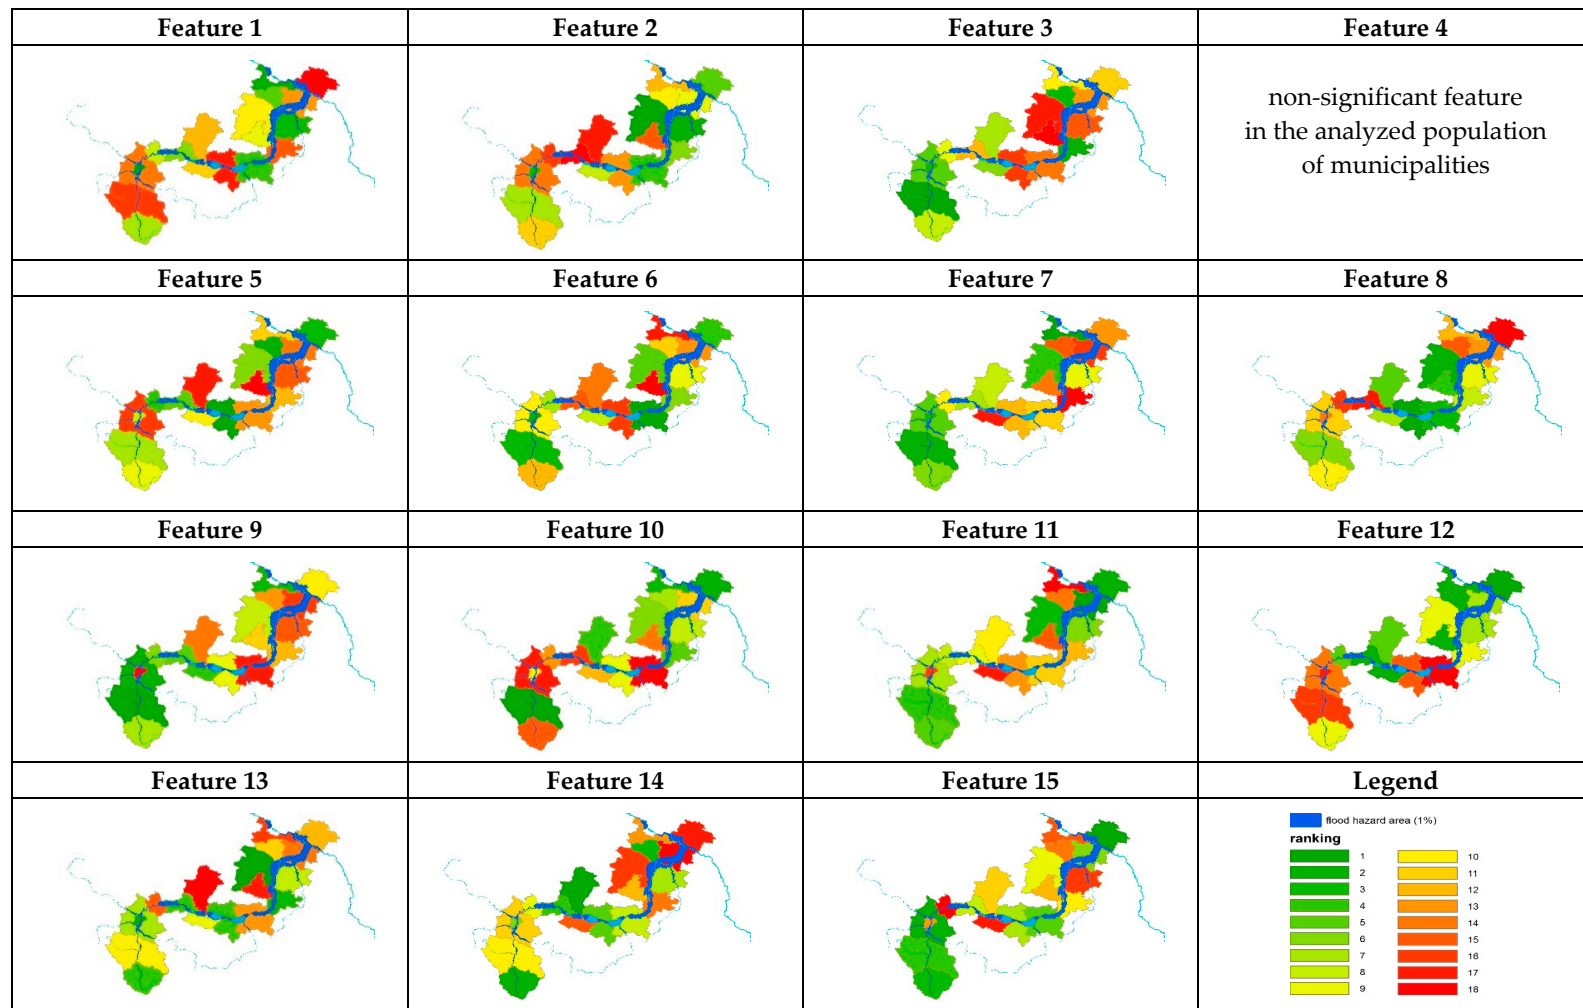 Feature 1
Feature 2
Feature 3
Feature 4
non-significant feature
in the analyzed population
of municipalities
Feature 5
Feature 6
Feature 7
Feature 8
Feature 9
Feature 10
Feature 11
Feature 12
Feature 13
Feature 14
Feature 15
Legend
flood hazard area (1%)
ranking
1 10
2 11
3 12
4 13
5 14
6 15
7 16
8 17
9 18